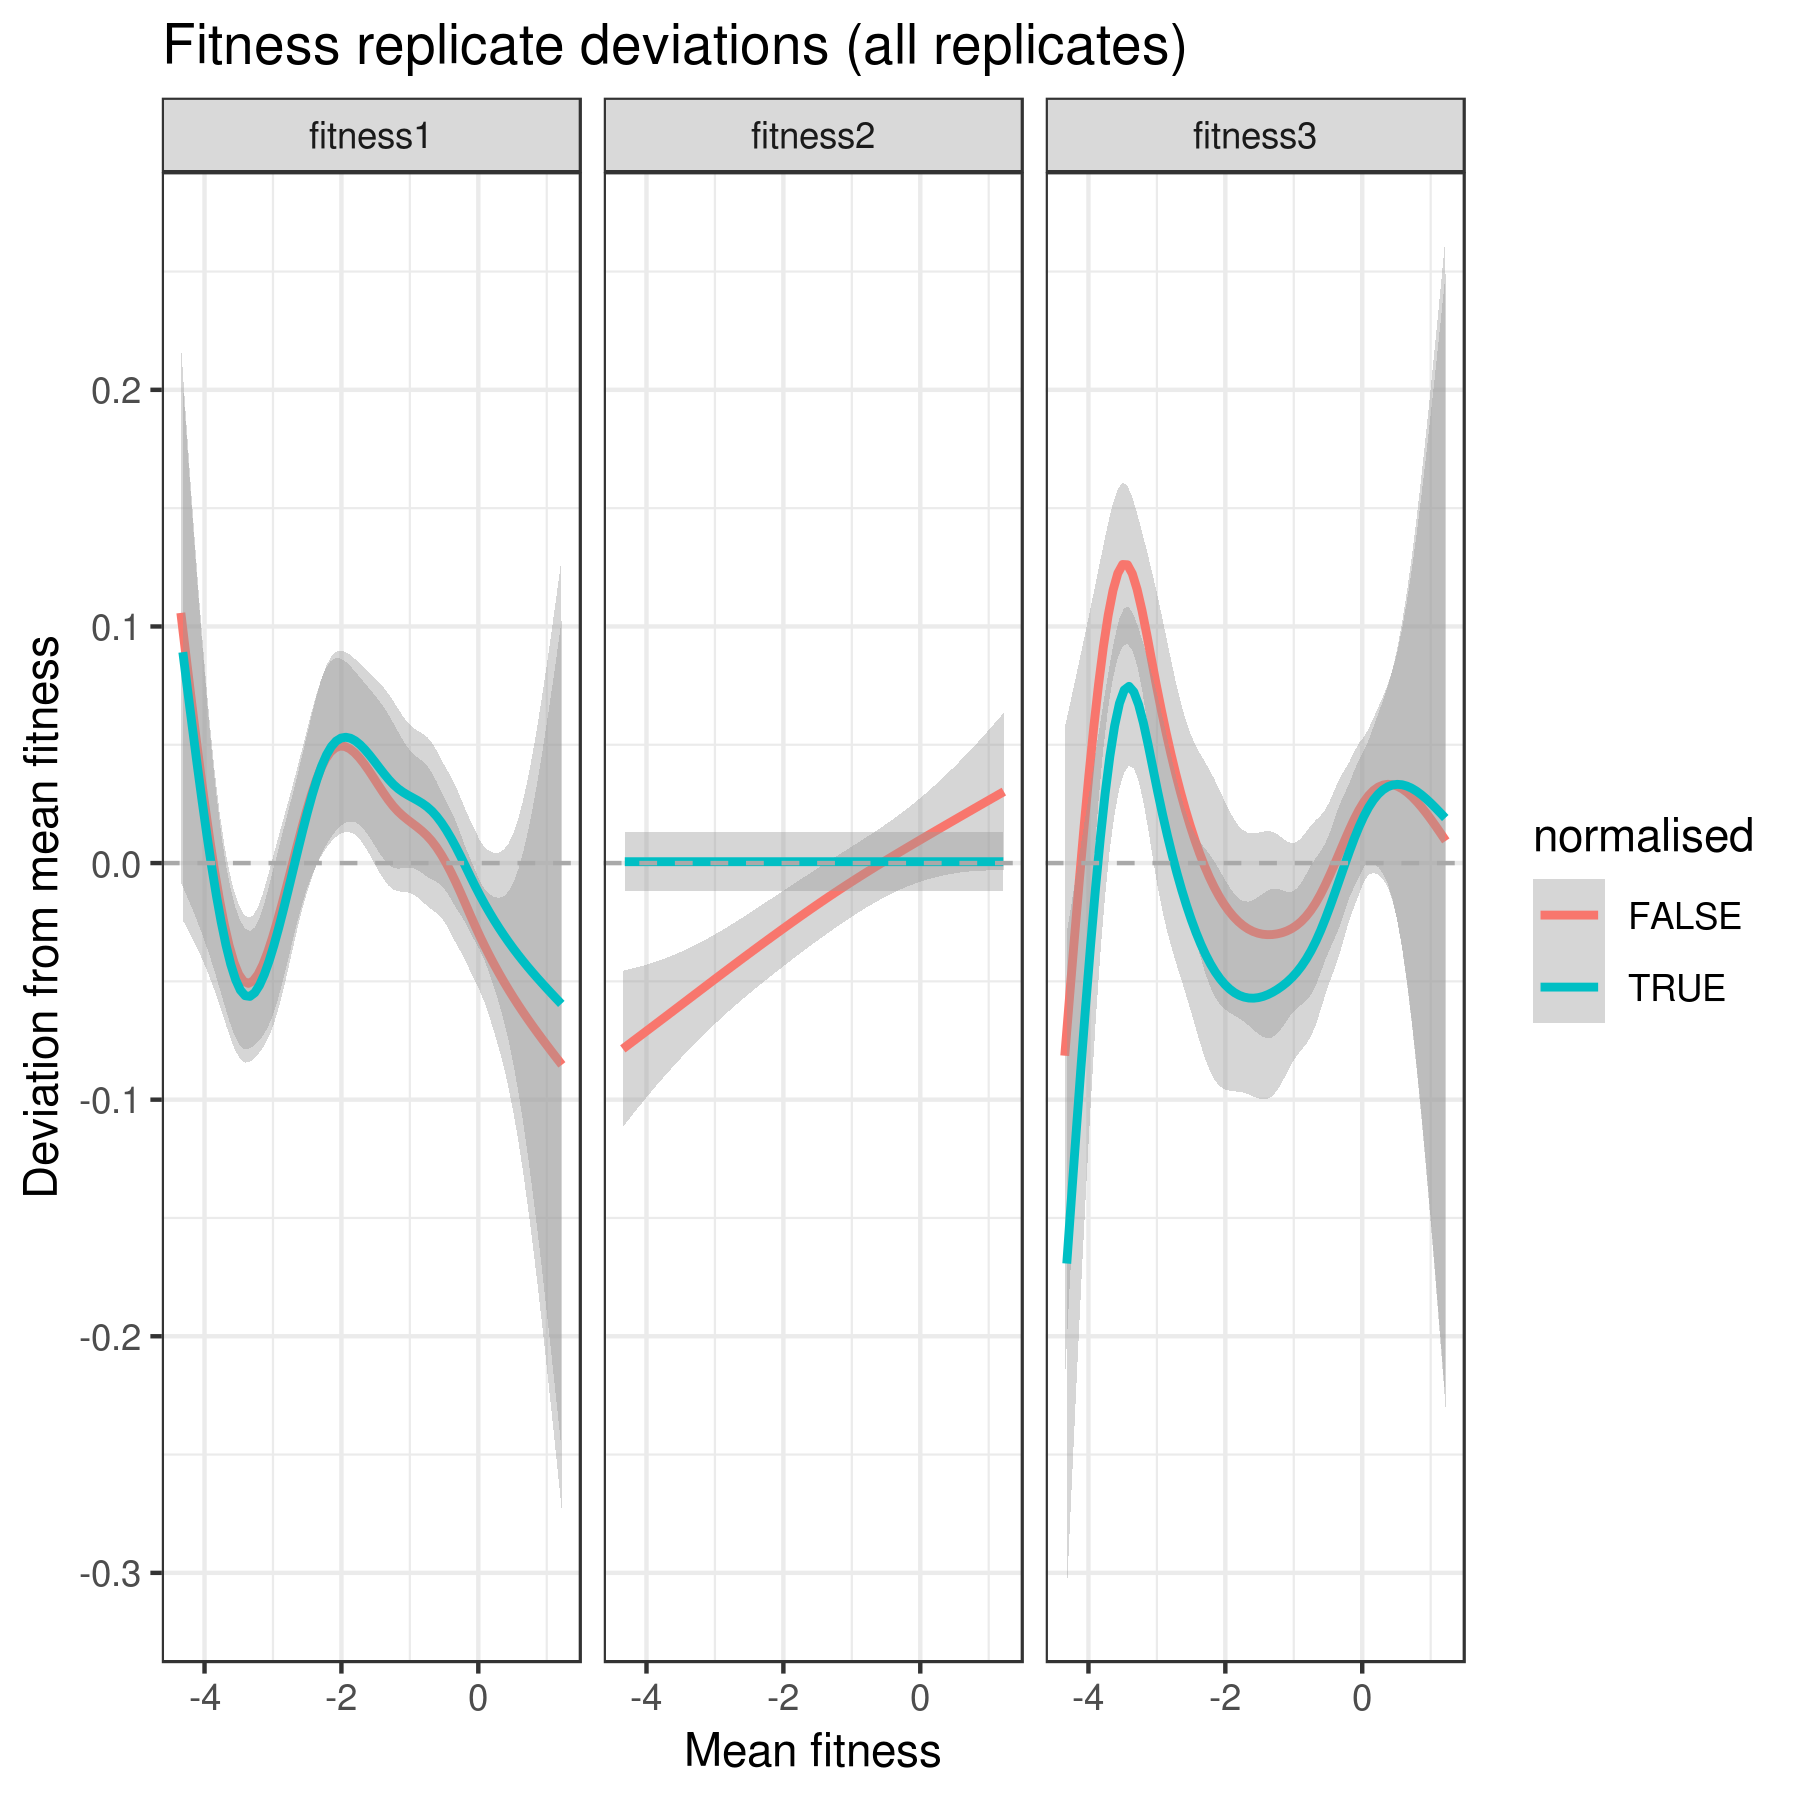 Fitness replicate deviations (all replicates)
fitness1 fitness2 fitness3
Deviation from mean fitness
0.2
0.1
0.0
-0.1
-0.2
-0.3
-4 -2 0 -4 -2 0 -4 -2 0
Mean fitness
normalised
FALSE
TRUE